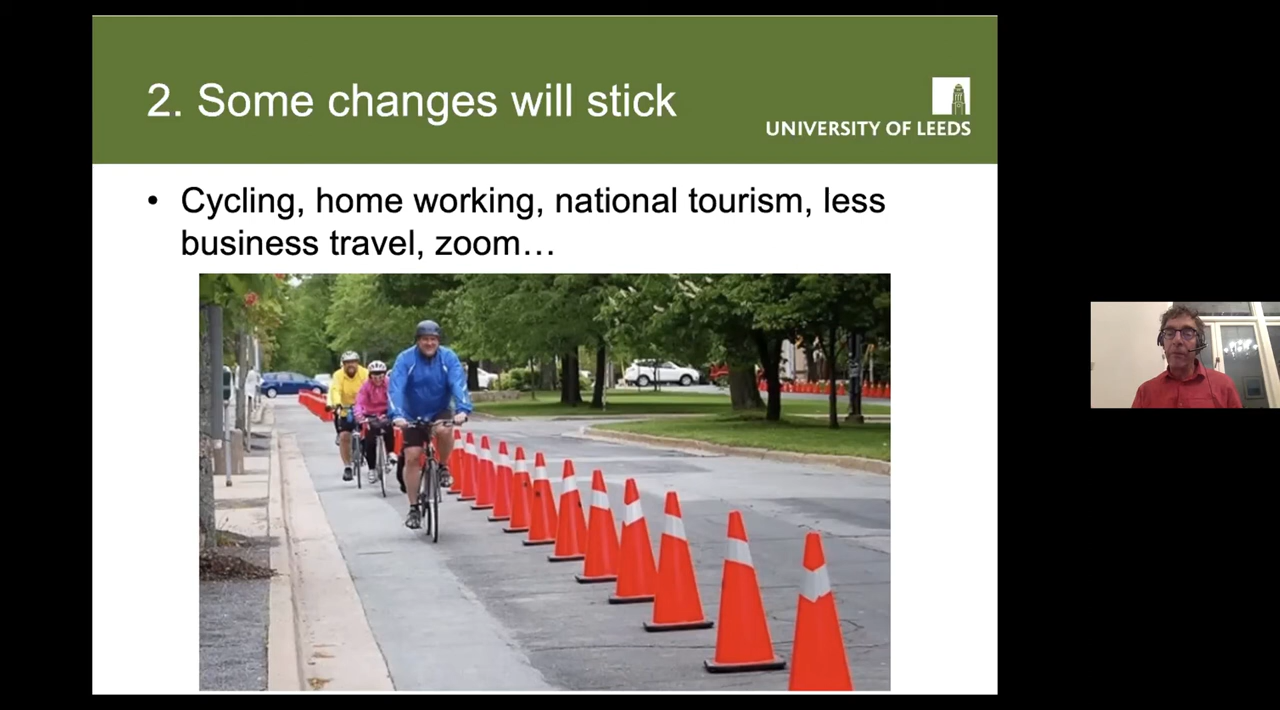 2. Some changes will stick
UNIVERSITY OF LEEDS
• Cycling, home working, national tourism, less
business travel, zoom…